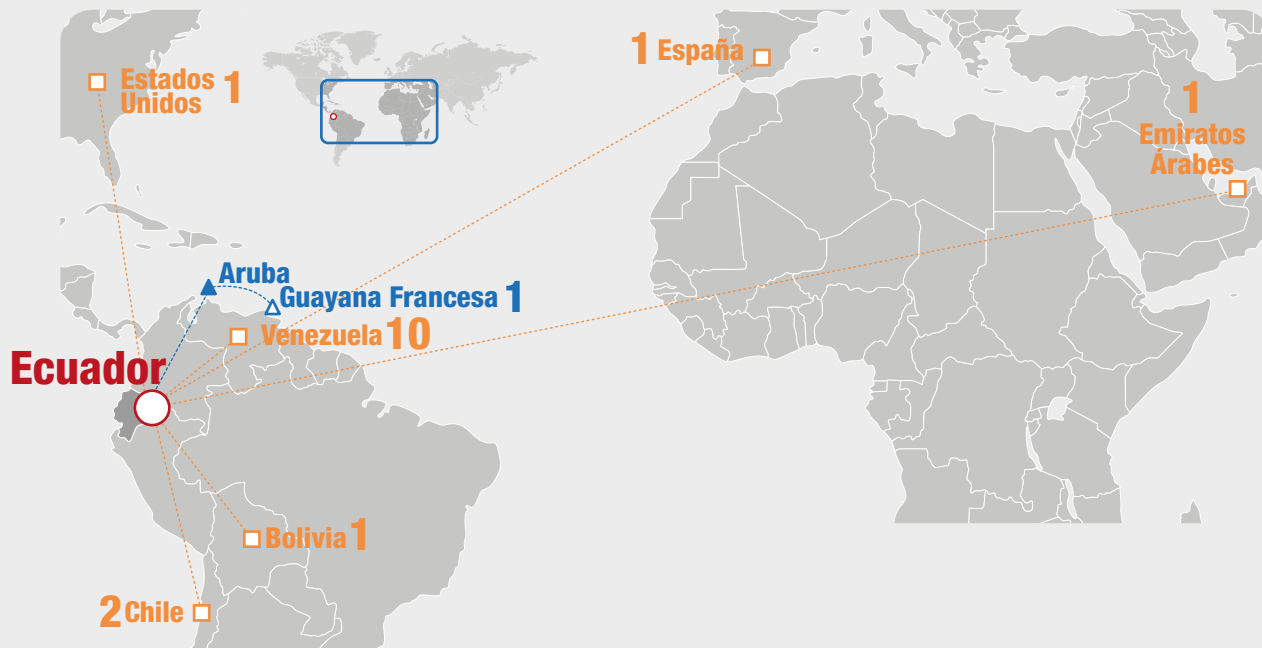 Estados 1
Unidos
1 España
1
Emiratos
Árabes
Aruba
Guayana Francesa 1
Venezuela 10
Ecuador
Bolivia 1
2 Chile